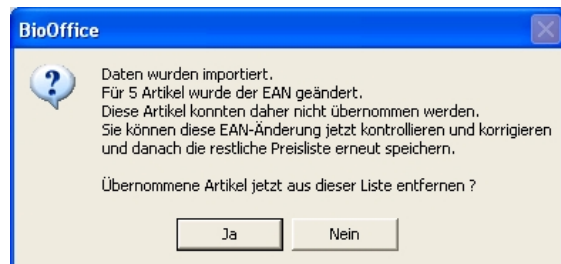 BioOffice
Daten wurden importiert.
Für 5 Artikel wurde der EAN geändert.
Diese Artikel konnten daher nicht übernommen werden.
Sie können diese EAN-Änderung jetzt kontrollieren und korrigieren
und danach die restliche Preisliste erneut speichern.
Übernommene Artikel jetzt aus dieser Liste entfernen ?
Ja
Nein